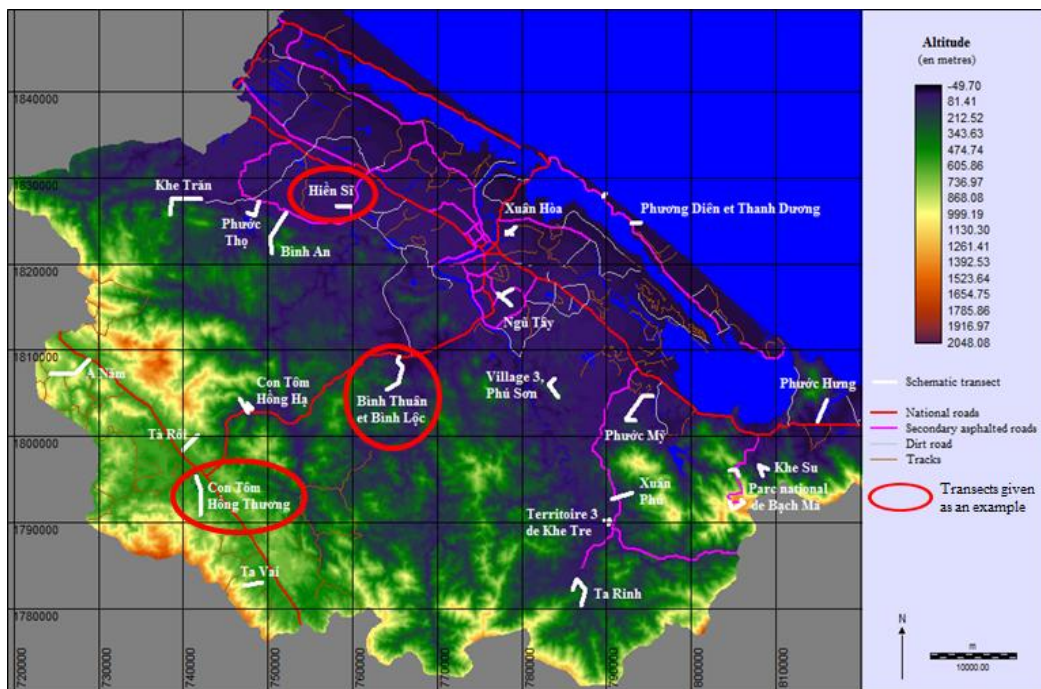 1840000
1830000
1820000
1810000
1800000
1790000
1780000
720000
730000
740000
750000
760000
770000
780000
790000
800000
810000
Khe Trăn
Hiền Sĩ
Phước
Thọ
Bình An
Xuân Hòa
Phương Diên et Thanh Dương
Ngũ Tây
A Năm
Con Tôm
Hồng Hạ
Bình Thuân
et Bình Lộc
Village 3,
Phú Sơn
Phước Hưng
Phước Mỹ
Tà Rôi
Khe Su
Con Tôm
Hồng Thương
Xuân
Phú
Parc national
de Bạch Mã
Territoire 3
de Khe Tre
Ta Vai
Ta Rinh
Altitude
(en metres)
-49.70
81.41
212.52
343.63
474.74
605.86
736.97
868.08
999.19
1130.30
1261.41
1392.53
1523.64
1654.75
1785.86
1916.97
2048.08
Schematic transect
National roads
Secondary asphalted roads
Dirt road
Tracks
Transects given
as an example
N
m
10000.00